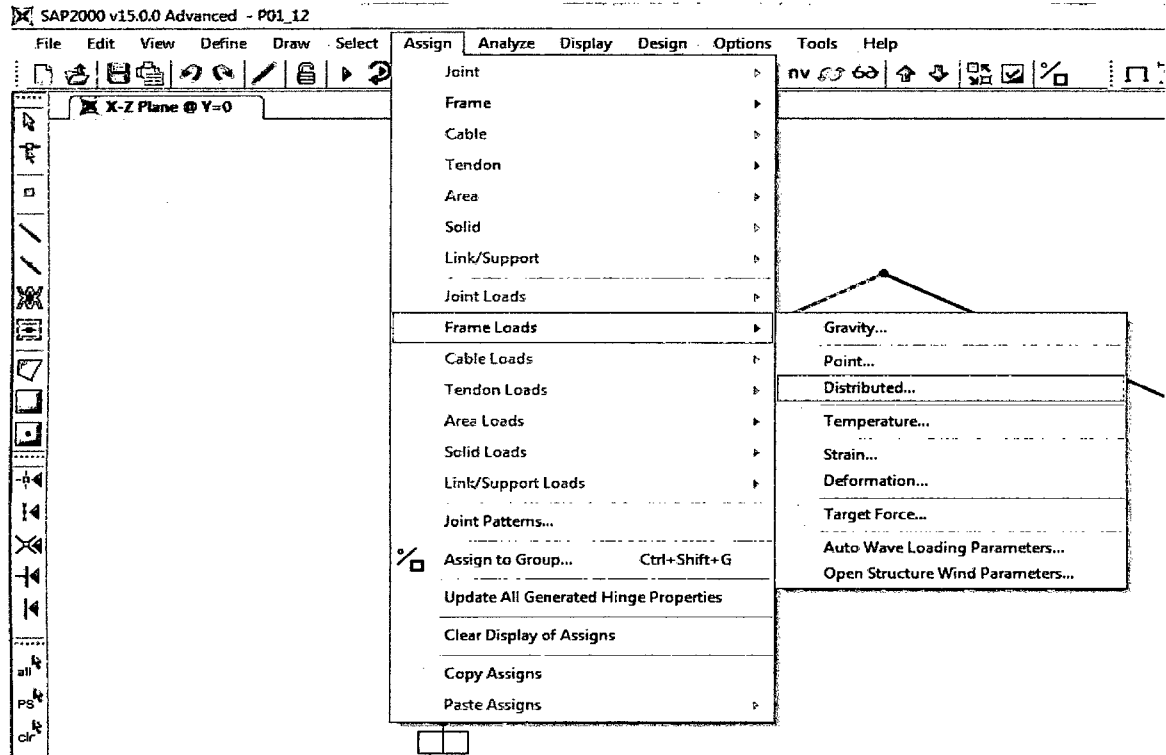 SAP2000 v15.0.0 Advanced - P01_12
File Edit View Define Draw Select Assign Analyze Display Design Options Tools Help
nv
X-Z Plane @ Y=0
Joint
Frame
Cable
Tendon
Area
Solid
Link/Support
Joint Loads
Frame Loads
Cable Loads
Tendon Loads
Area Loads
Solid Loads
Link/Support Loads
Joint Patterns...
Assign to Group... Ctrl+Shift+G
Update All Generated Hinge Properties
Clear Display of Assigns
Copy Assigns
Paste Assigns
Gravity...
Point...
Distributed...
Temperature...
Strain...
Deformation...
Target Force...
Auto Wave Loading Parameters...
Open Structure Wind Parameters...
all
PS
clr